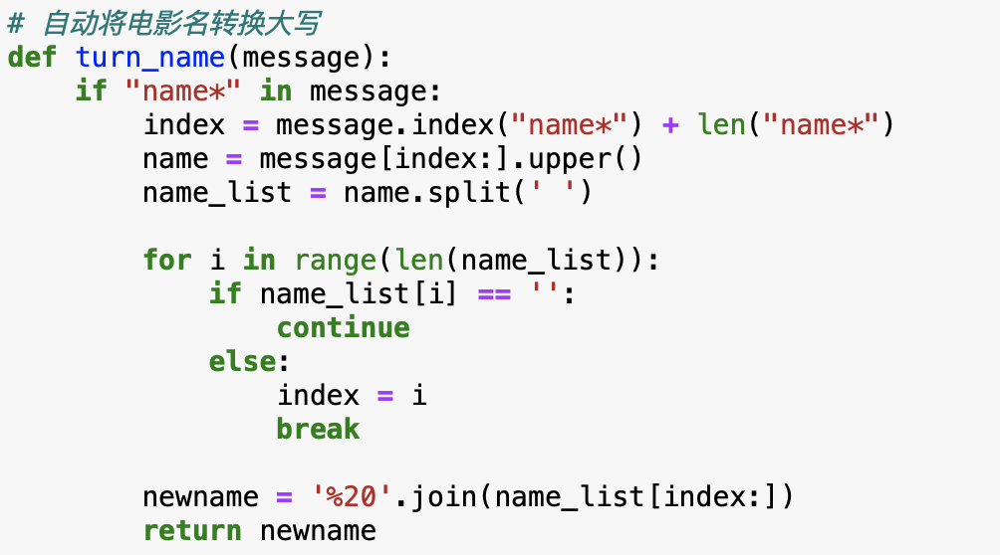 # 自动将电影名转换大写
def turn_name(message):
    if "name*" in message:
        index = message.index("name*") + len("name*")
        name = message[index:].upper()
        name_list = name.split(' ')

        for i in range(len(name_list)):
            if name_list[i] == '':
                continue
            else:
                index = i
                break

        newname = '%20'.join(name_list[index:])
        return newname